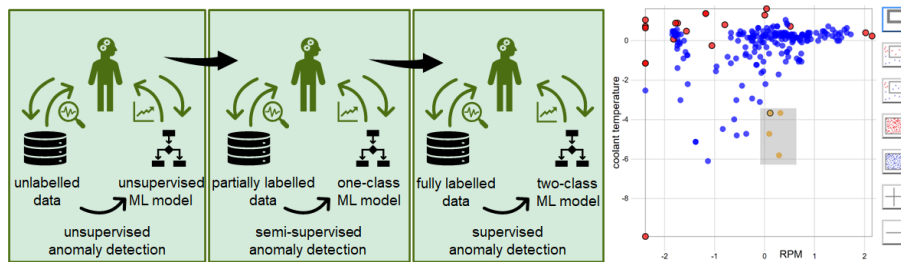 unlabelled
data
unsupervised
ML model
unsupervised
anomaly detection
partially labelled
data
one-class
ML model
semi-supervised
anomaly detection
fully labelled
data
two-class
ML model
supervised
anomaly detection
coolant temperature
0
-2
-4
-6
-8
-2
-1
0
1
2
RPM